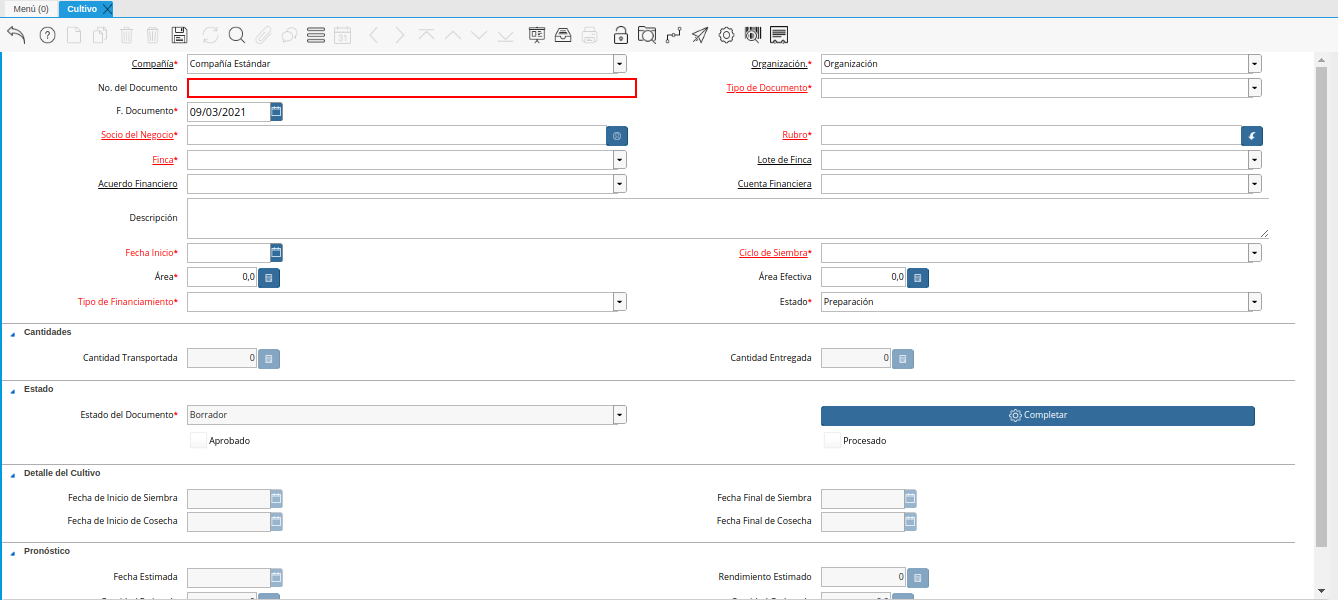 Menú (0) Cultivo
Compañía* Compañía Estándar Organización.* Organización
No. del Documento Tipo de Documento*
F. Documento* 09/03/2021
Socio del Negocio* Rubro*
Finca* Lote de Finca
Acuerdo Financiero Cuenta Financiera
Descripción
Fecha Inicio* Ciclo de Siembra*
Área* 0,0 Área Efectiva 0,0
Tipo de Financiamiento* Estado* Preparación
Cantidades
Cantidad Transportada 0 Cantidad Entregada 0
Estado
Estado del Documento* Borrador Completar
Aprobado Procesado
Detalle del Cultivo
Fecha de Inicio de Siembra Fecha Final de Siembra
Fecha de Inicio de Cosecha Fecha Final de Cosecha
Pronóstico
Fecha Estimada Rendimiento Estimado 0